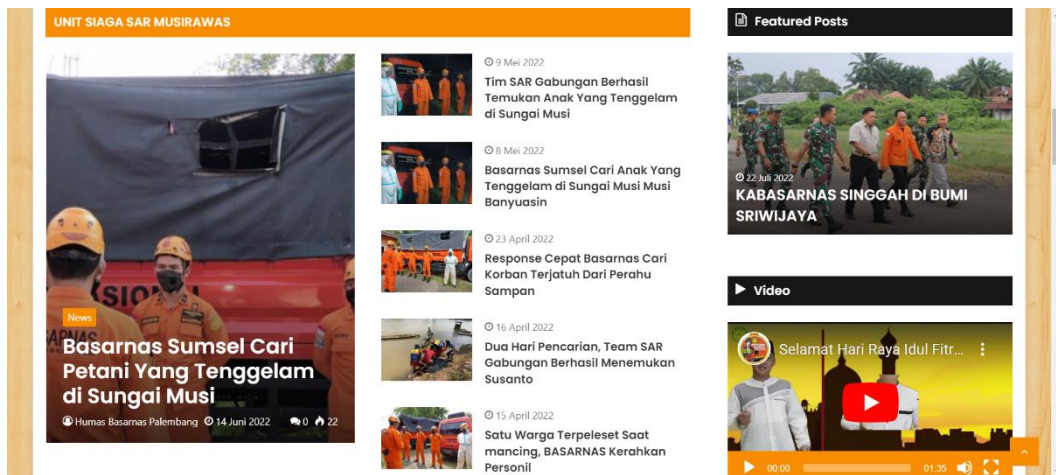 UNIT SIAGA SAR MUSIRAWAS
SIO
News
Basarnas Sumsel Cari
Petani Yang Tenggelam
di Sungai Musi
Humas Basarnas Palembang 14 Juni 2022 0 22
9 Mei 2022
Tim SAR Gabungan Berhasil
Temukan Anak Yang Tenggelam
di Sungai Musi
8 Mei 2022
Basarnas Sumsel Cari Anak Yang
Tenggelam di Sungai Musi Musi
Banyuasin
23 April 2022
Response Cepat Basarnas Cari
Korban Terjatuh Dari Perahu
Sampan
16 April 2022
Dua Hari Pencarian, Team SAR
Gabungan Berhasil Menemukan
Susanto
15 April 2022
Satu Warga Terpeleset Saat
mancing, BASARNAS Kerahkan
Personil
Featured Posts
22 Juli 2022
KABASARNAS SINGGAH DI BUMI
SRIWIJAYA
Video
Selamat Hari Raya Idul Fitr...
00:00 01:35